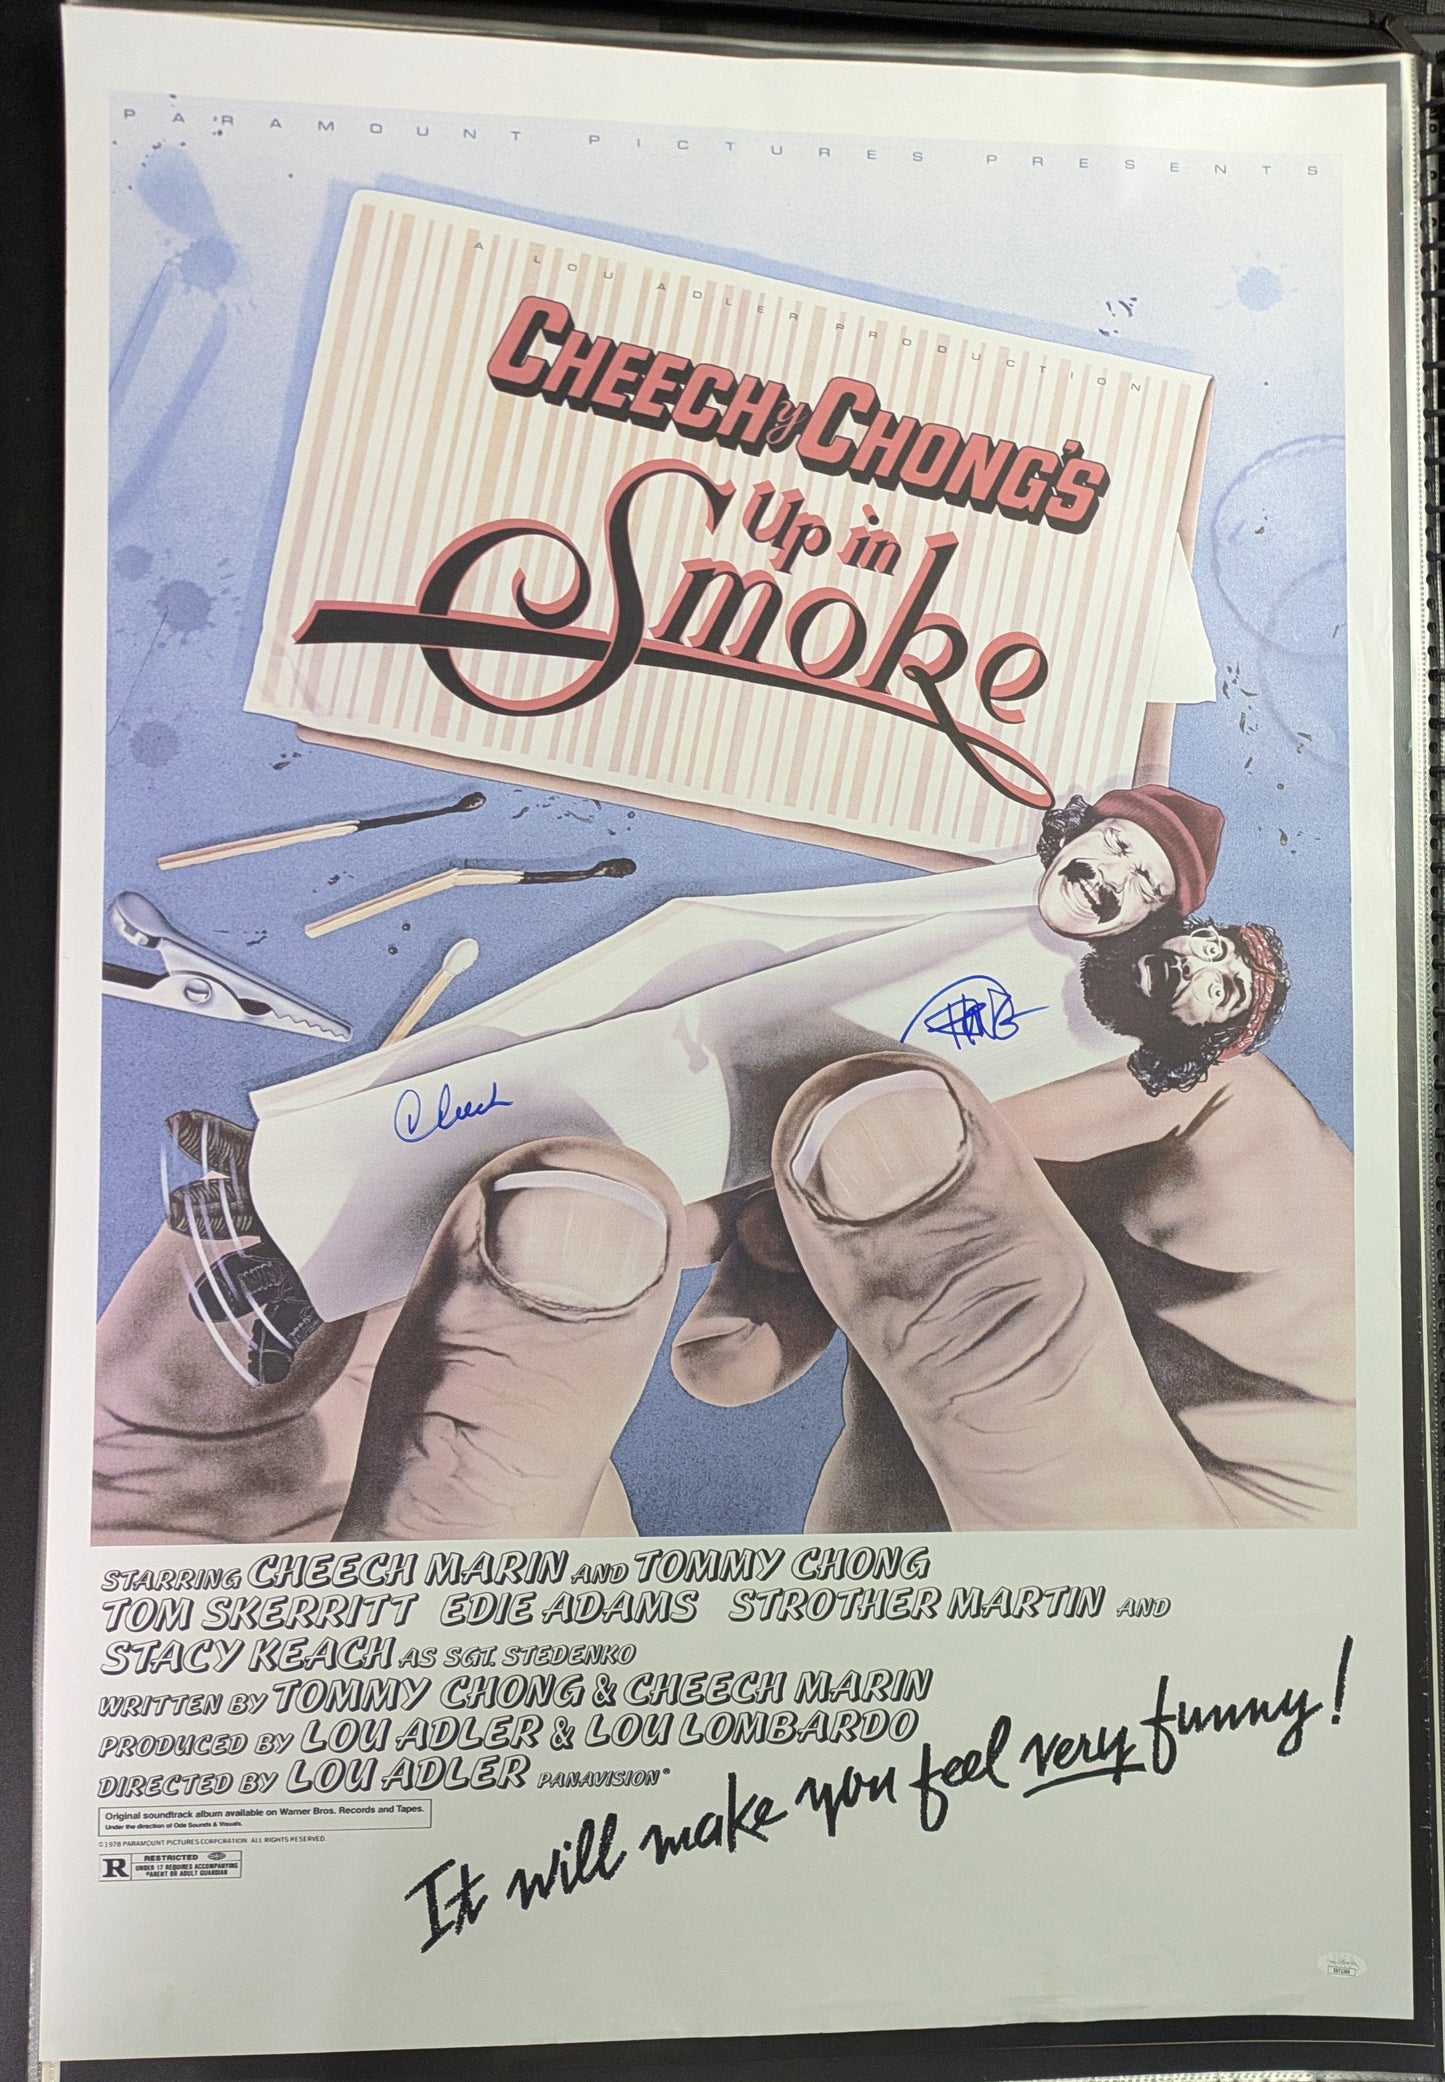 PARAMOUNT PICTURES PRESENTS
A LOU ADLER PRODUCTION
CHEECH y CHONG'S
Up in
Smoke
Cheech
STARRING CHEECH MARIN AND TOMMY CHONG
TOM SKERRITT EDIE ADAMS STROTHER MARTIN AND
STACY KEACH AS SGT. STEDENKO
WRITTEN BY TOMMY CHONG & CHEECH MARIN
PRODUCED BY LOU ADLER & LOU LOMBARDO
DIRECTED BY LOU ADLER PANAVISION®
Original soundtrack album available on Warner Bros. Records and Tapes.
Under the direction of Ode Sounds & Visuals.
©1978 PARAMOUNT PICTURES CORPORATION ALL RIGHTS RESERVED.
R RESTRICTED
UNDER 17 REQUIRES ACCOMPANYING
PARENT OR ADULT GUARDIAN
It will make you feel very funny!